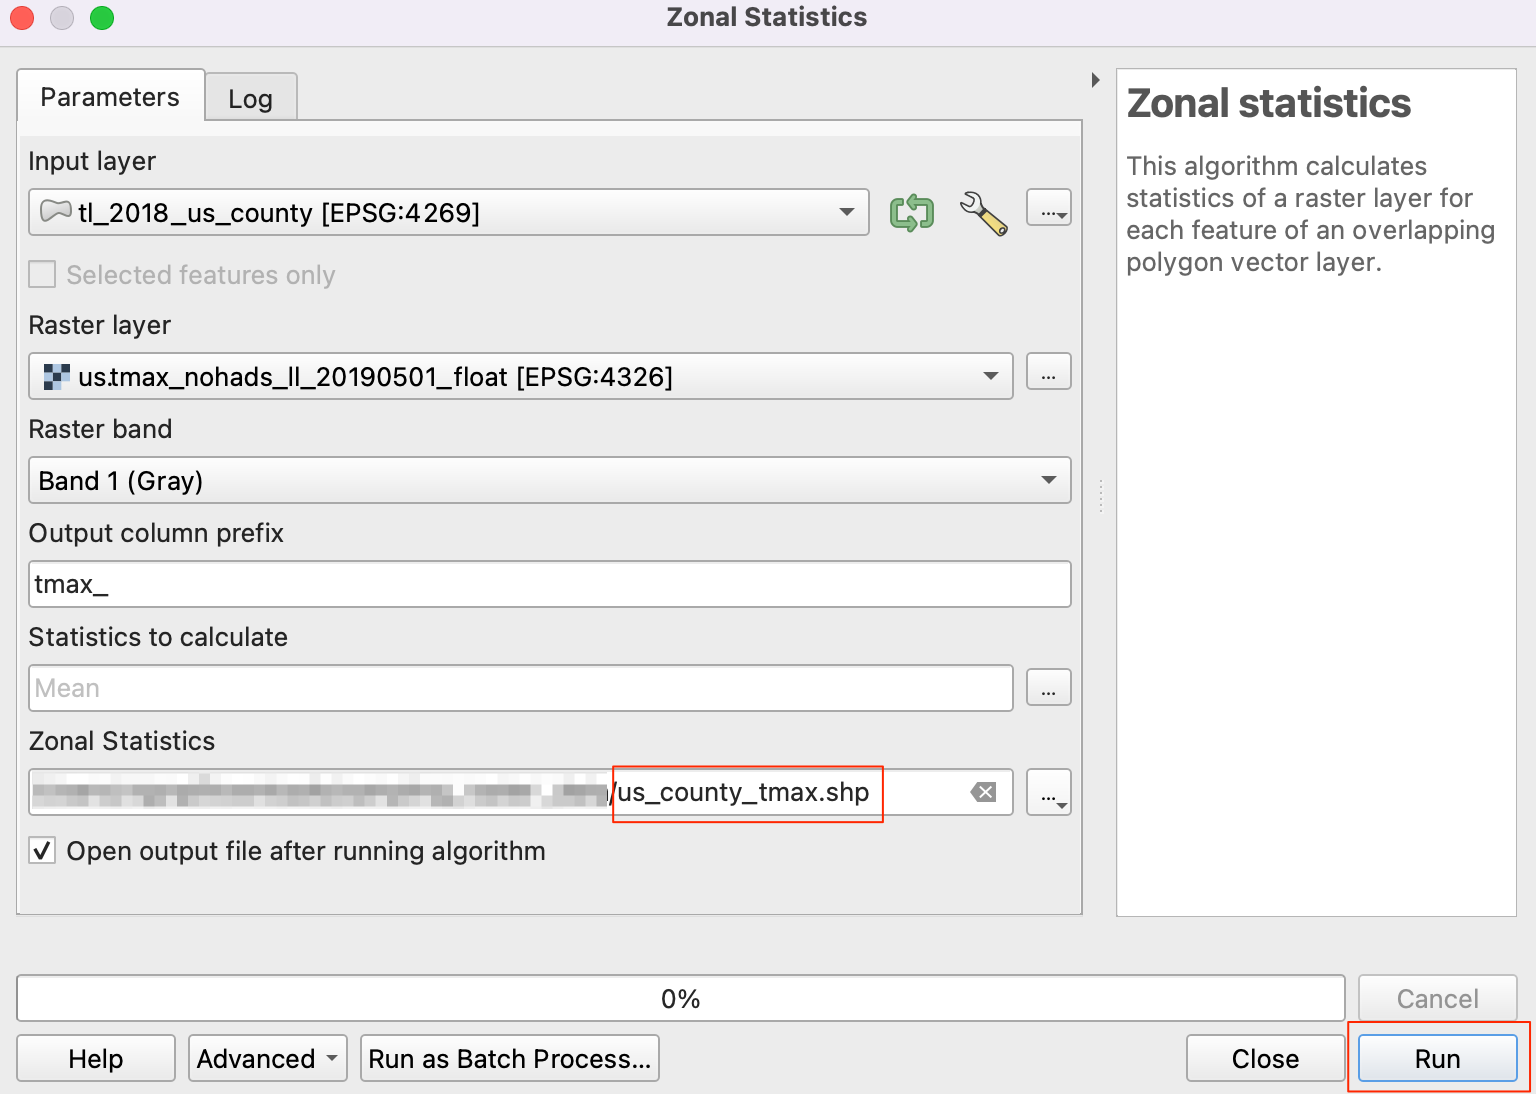 Zonal Statistics
Parameters
Log
Input layer
tl_2018_us_county [EPSG:4269]
...
Selected features only
Raster layer
us.tmax_nohads_ll_20190501_float [EPSG:4326]
...
Raster band
Band 1 (Gray)
Output column prefix
tmax_
Statistics to calculate
Mean
...
Zonal Statistics
/us_county_tmax.shp
...
Open output file after running algorithm
Zonal statistics
This algorithm calculates
statistics of a raster layer for
each feature of an overlapping
polygon vector layer.
0%
Cancel
Help
Advanced
Run as Batch Process...
Close
Run